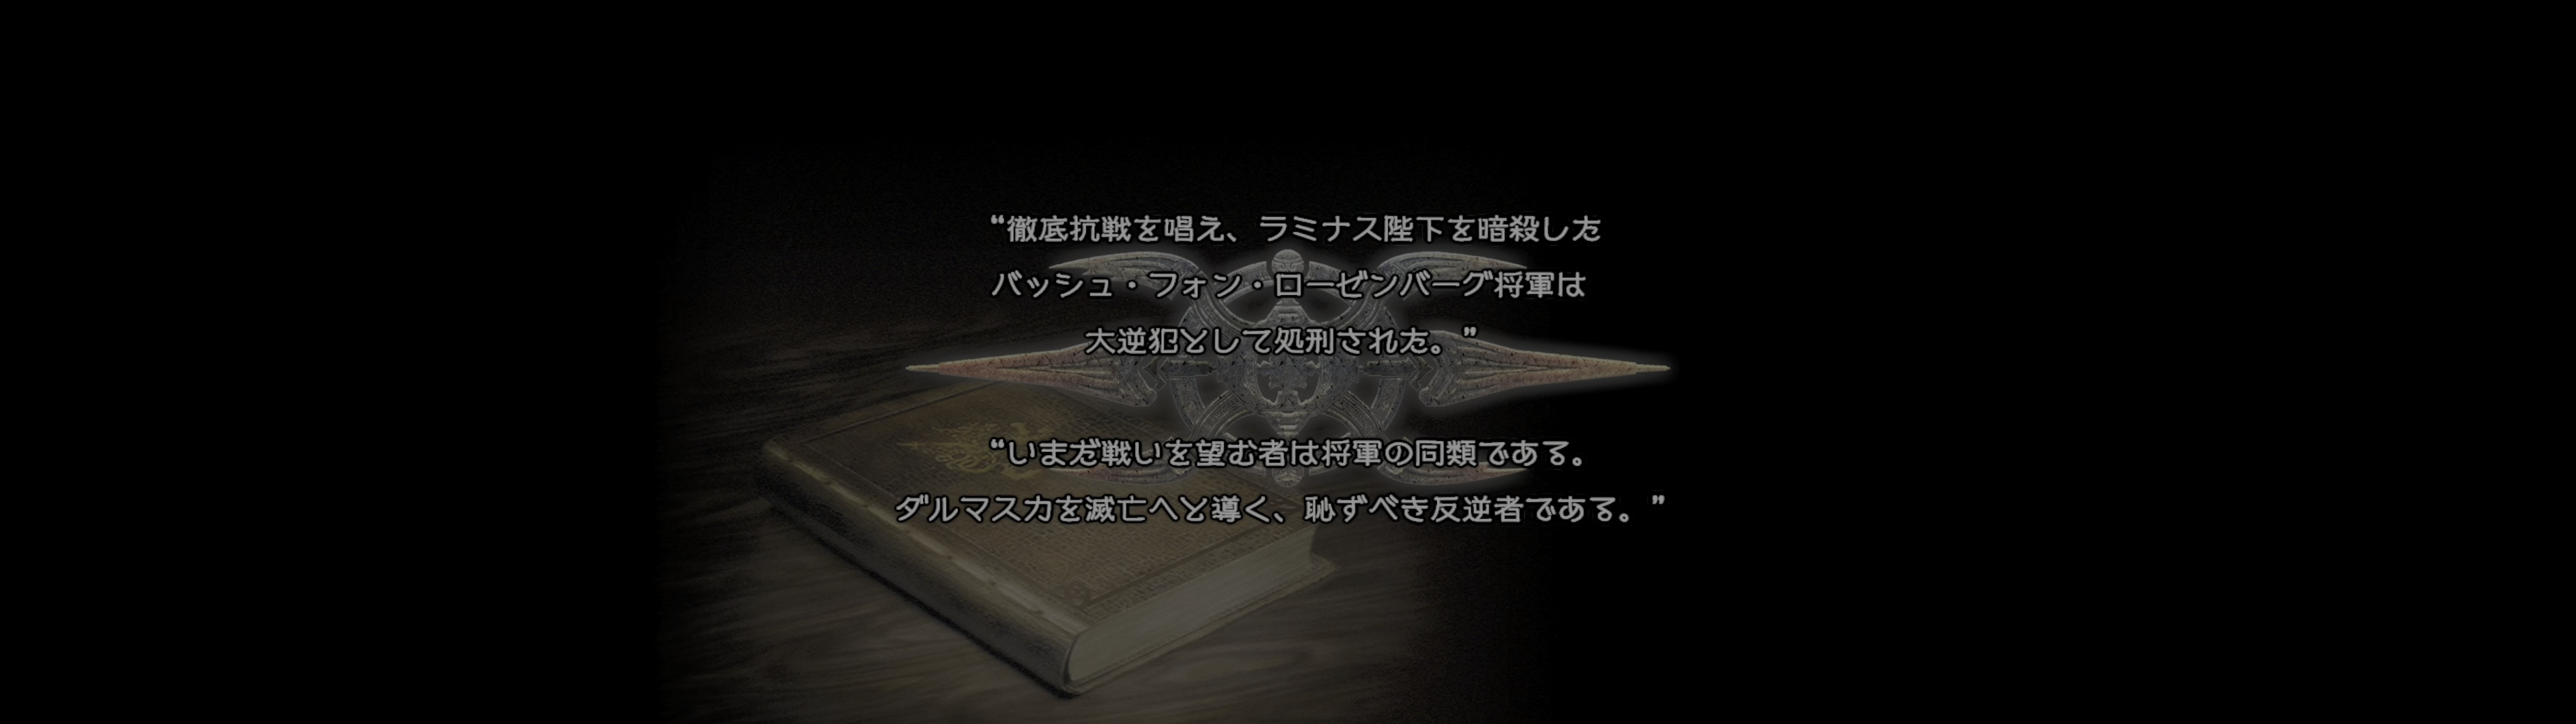 “徹底抗戦を唱え、ラミナス陛下を暗殺した
バッシュ・フォン・ローゼンバーグ将軍は
大逆犯として処刑された。”
“いまだ戦いを望む者は将軍の同類である。
ダルマスカを滅亡へと導く、恥ずべき反逆者である。”